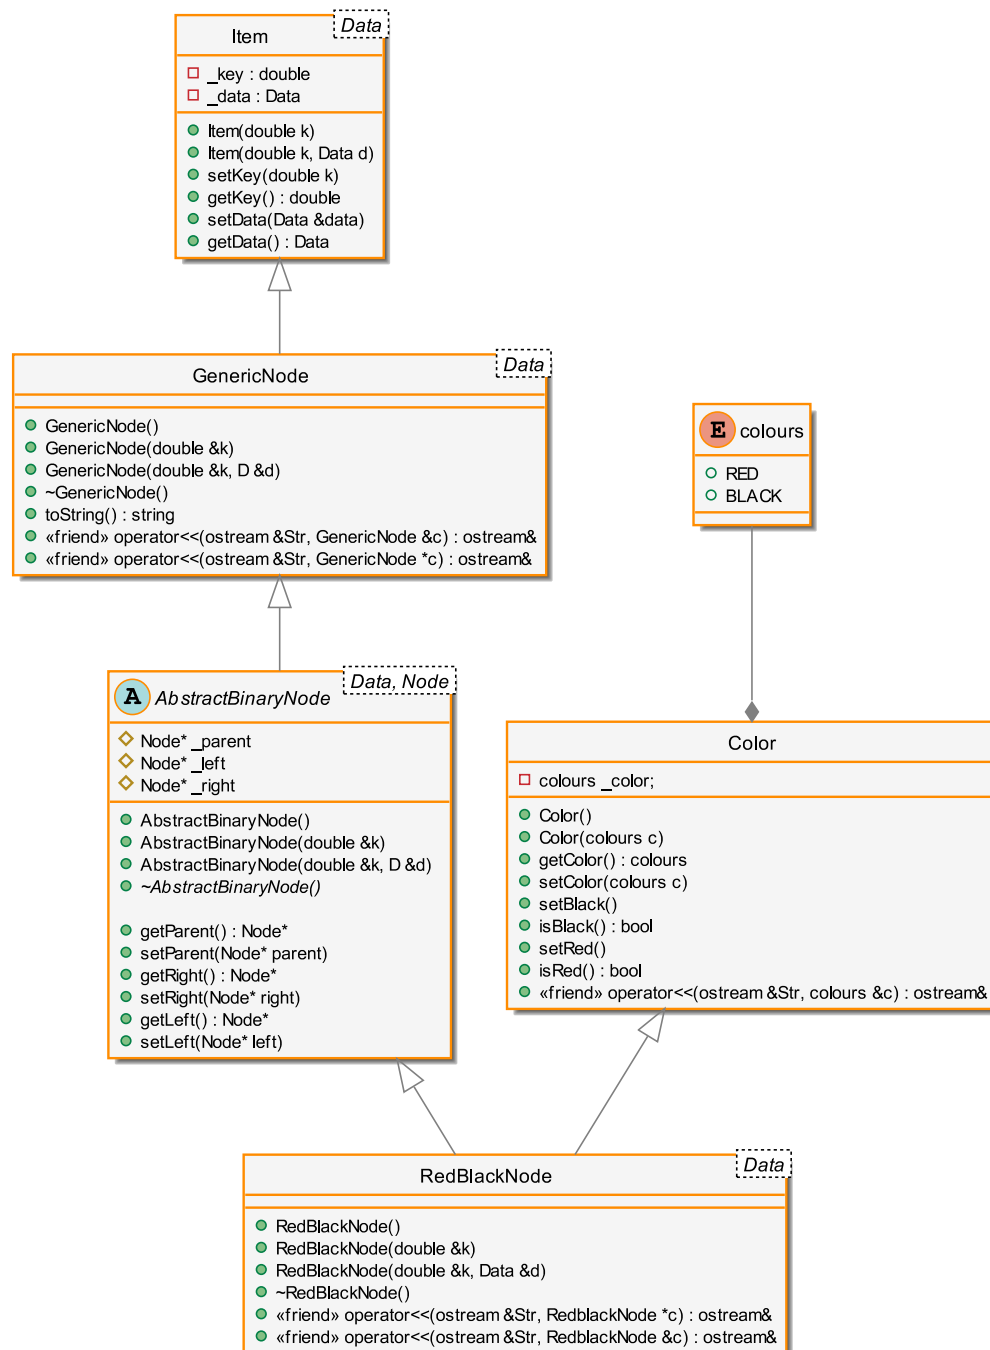 Item
Data
_key : double
_data : Data
Item(double k)
Item(double k, Data d)
setKey(double k)
getKey() : double
setData(Data &data)
getData() : Data
GenericNode
Data
GenericNode()
GenericNode(double &k)
GenericNode(double &k, D &d)
~GenericNode()
toString() : string
«friend» operator<<(ostream &Str, GenericNode &c) : ostream&
«friend» operator<<(ostream &Str, GenericNode *c) : ostream&
E colours
RED
BLACK
A AbstractBinaryNode
Data, Node
Node* _parent
Node* _left
Node* _right
AbstractBinaryNode()
AbstractBinaryNode(double &k)
AbstractBinaryNode(double &k, D &d)
~AbstractBinaryNode()
getParent() : Node*
setParent(Node* parent)
getRight() : Node*
setRight(Node* right)
getLeft() : Node*
setLeft(Node* left)
Color
colours _color;
Color()
Color(colours c)
getColor() : colours
setColor(colours c)
setBlack()
isBlack() : bool
setRed()
isRed() : bool
«friend» operator<<(ostream &Str, colours &c) : ostream&
RedBlackNode
Data
RedBlackNode()
RedBlackNode(double &k)
RedBlackNode(double &k, Data &d)
~RedBlackNode()
«friend» operator<<(ostream &Str, RedblackNode *c) : ostream&
«friend» operator<<(ostream &Str, RedblackNode &c) : ostream&